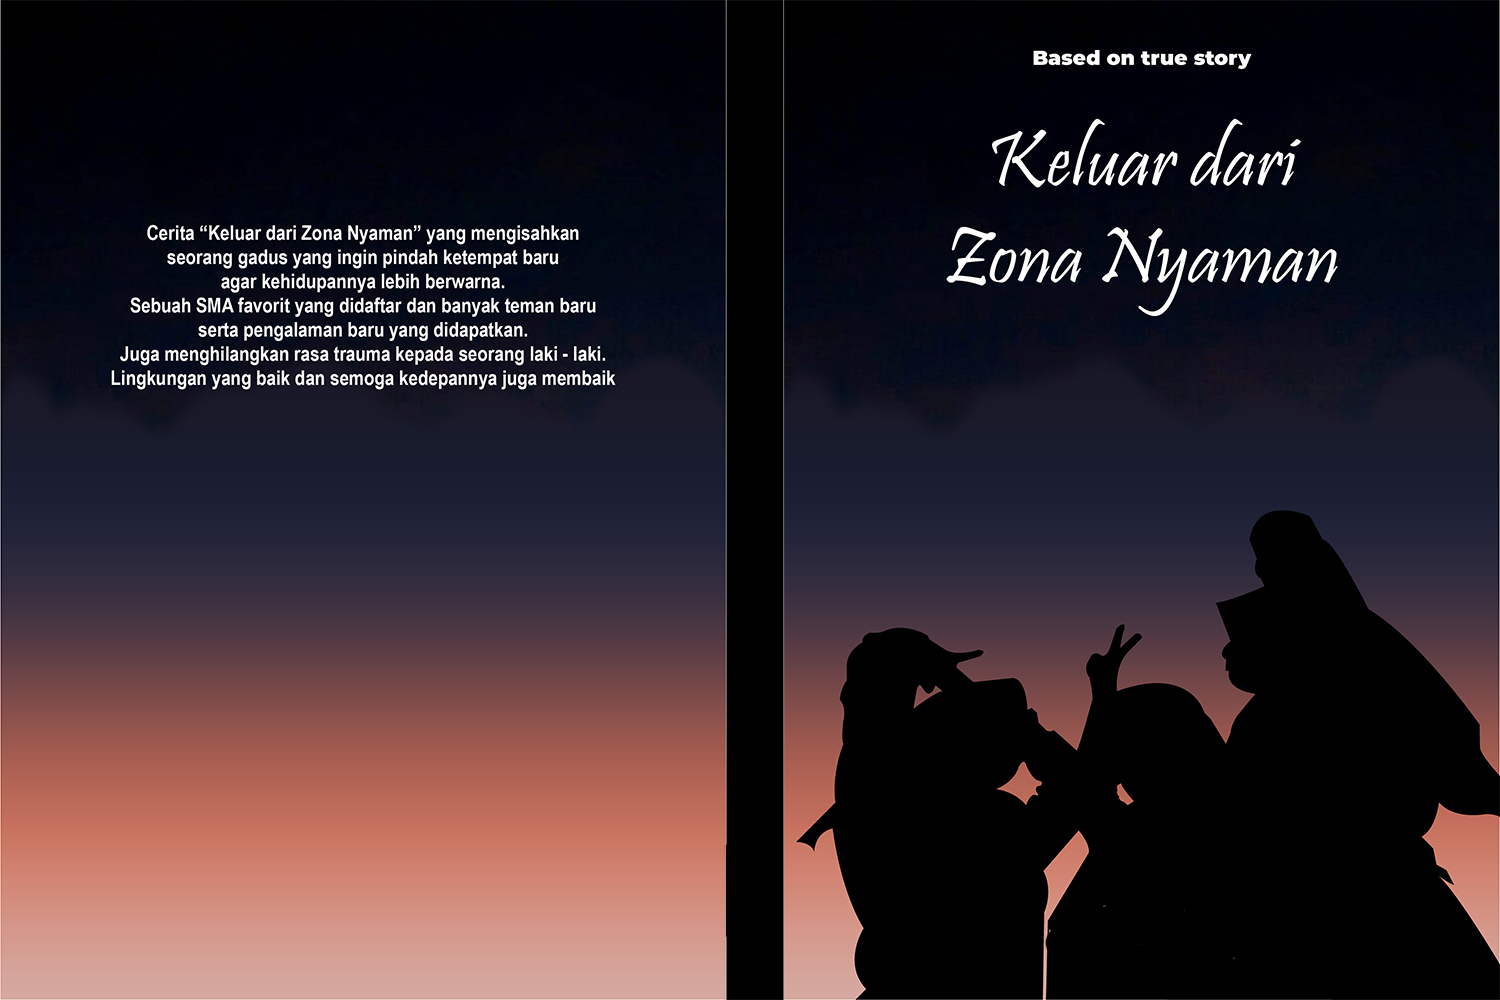 Cerita “Keluar dari Zona Nyaman” yang mengisahkan
seorang gadus yang ingin pindah ketempat baru
agar kehidupannya lebih berwarna.
Sebuah SMA favorit yang didaftar dan banyak teman baru
serta pengalaman baru yang didapatkan.
Juga menghilangkan rasa trauma kepada seorang laki - laki.
Lingkungan yang baik dan semoga kedepannya juga membaik
Based on true story
Keluar dari
Zona Nyaman